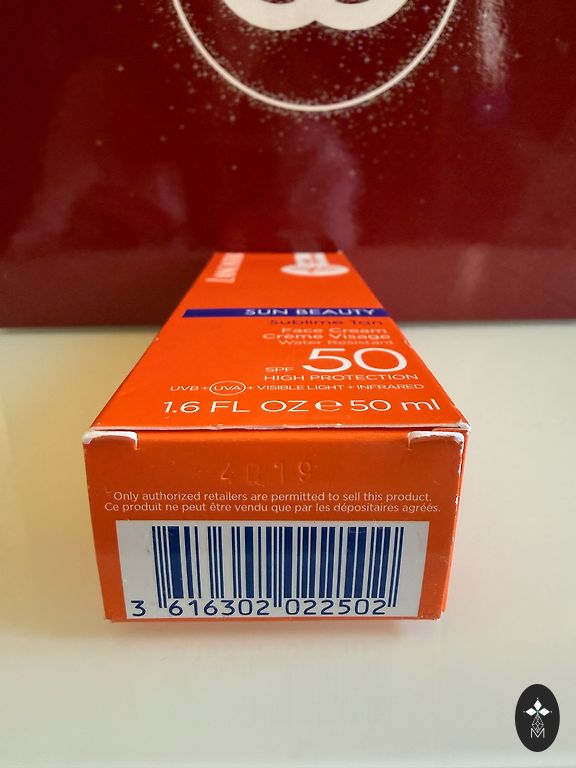 SUN BEAUTY
Sublime Tan
Face Cream
Crème Visage
Water Resistant
SPF 50
HIGH PROTECTION
UVB + UVA + VISIBLE LIGHT + INFRARED
1.6 FL OZ ℮ 50 ml
4Q19
Only authorized retailers are permitted to sell this product.
Ce produit ne peut être vendu que par les dépositaires agréés.
3 616302 022502